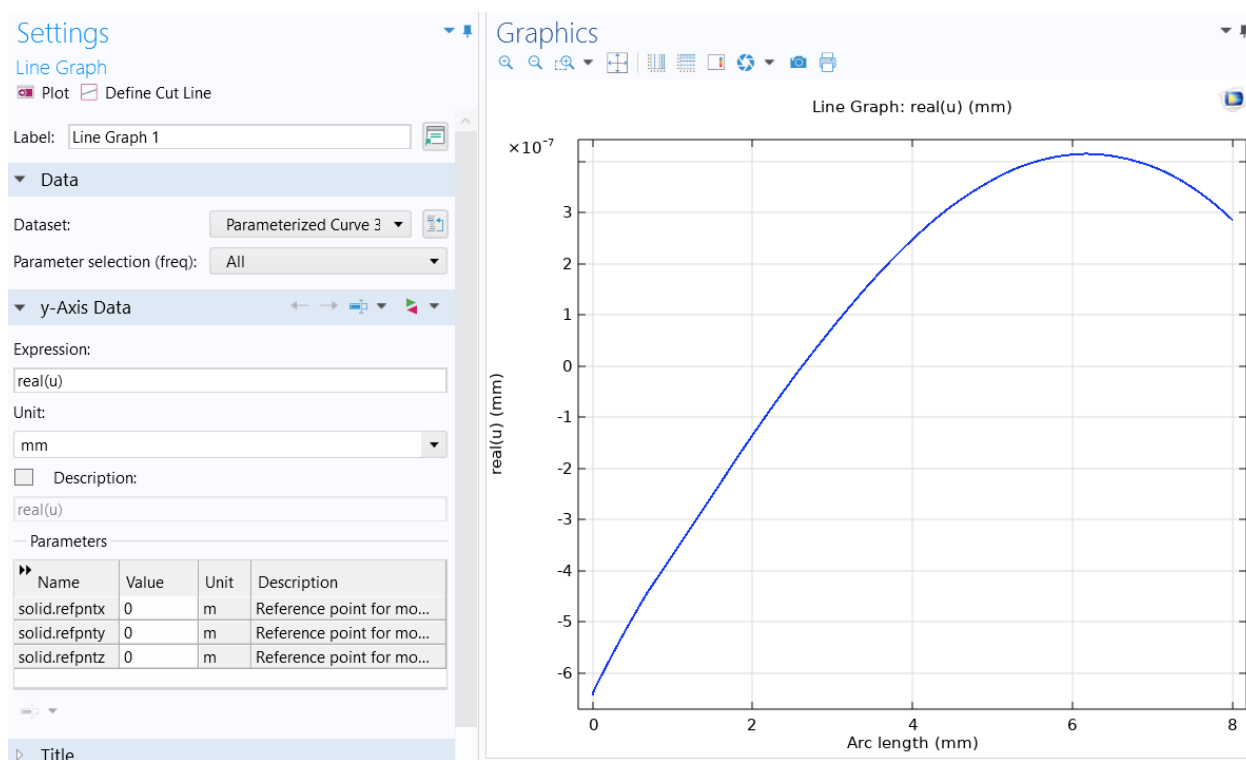 Settings
Line Graph
Plot Define Cut Line
Label: Line Graph 1
Data
Dataset: Parameterized Curve 3
Parameter selection (freq): All
y-Axis Data
Expression:
real(u)
Unit:
mm
Description:
real(u)
Parameters
Name Value Unit Description
solid.refpntx 0 m Reference point for mo...
solid.refpnty 0 m Reference point for mo...
solid.refpntz 0 m Reference point for mo...
Title
Graphics
Line Graph: real(u) (mm)
×10⁻⁷
3
2
1
0
-1
-2
-3
-4
-5
-6
real(u) (mm)
0 2 4 6 8
Arc length (mm)